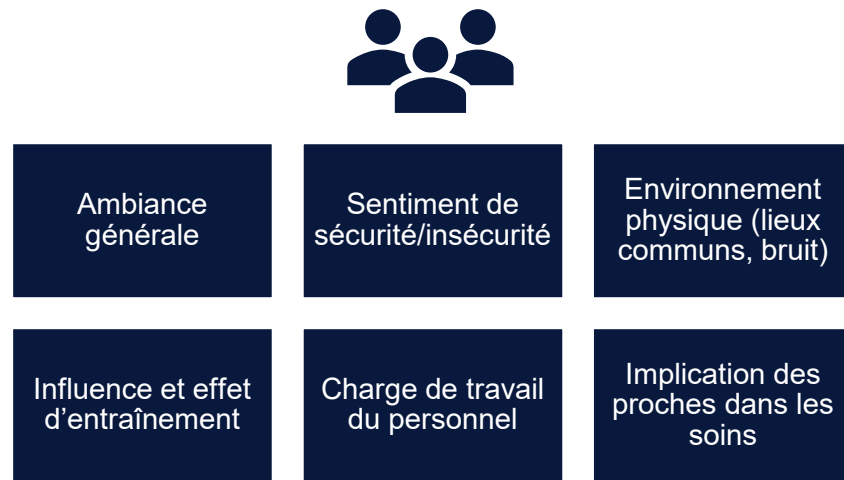 Ambiance
générale
Sentiment de
sécurité/insécurité
Environnement
physique (lieux
communs, bruit)
Influence et effet
d’entraînement
Charge de travail
du personnel
Implication des
proches dans les
soins